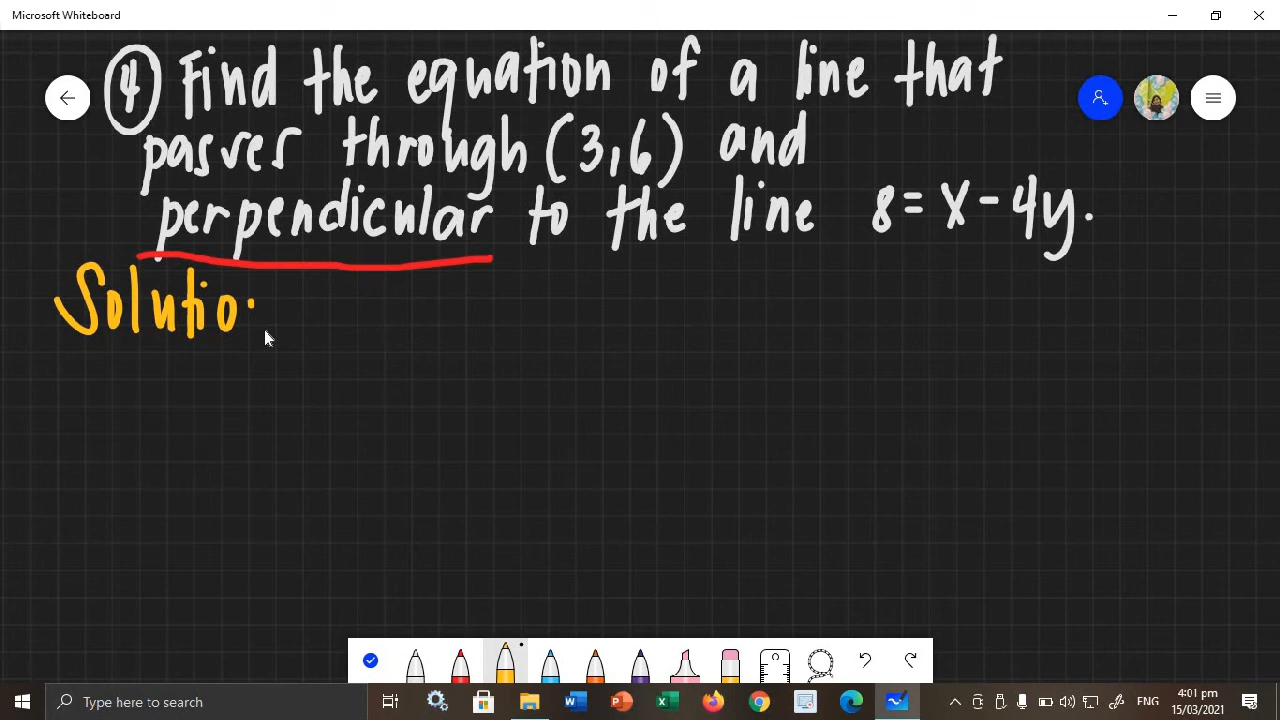 Microsoft Whiteboard
4 Find the equation of a line that
passes through (3,6) and
perpendicular to the line 8 = x - 4y.
Solutio
Type here to search
ENG
4:01 pm
15/03/2021